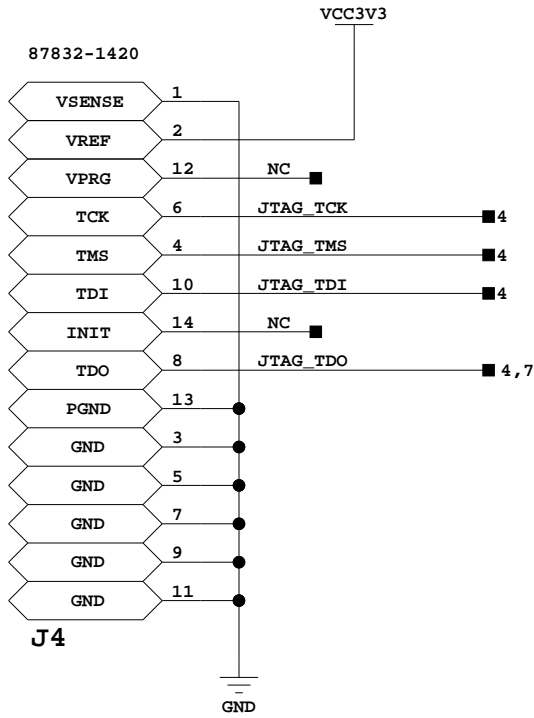 VCC3V3
87832-1420
VSENSE 1
VREF 2
VPRG 12 NC
TCK 6 JTAG_TCK 4
TMS 4 JTAG_TMS 4
TDI 10 JTAG_TDI 4
INIT 14 NC
TDO 8 JTAG_TDO 4,7
PGND 13
GND 3
GND 5
GND 7
GND 9
GND 11
J4
GND